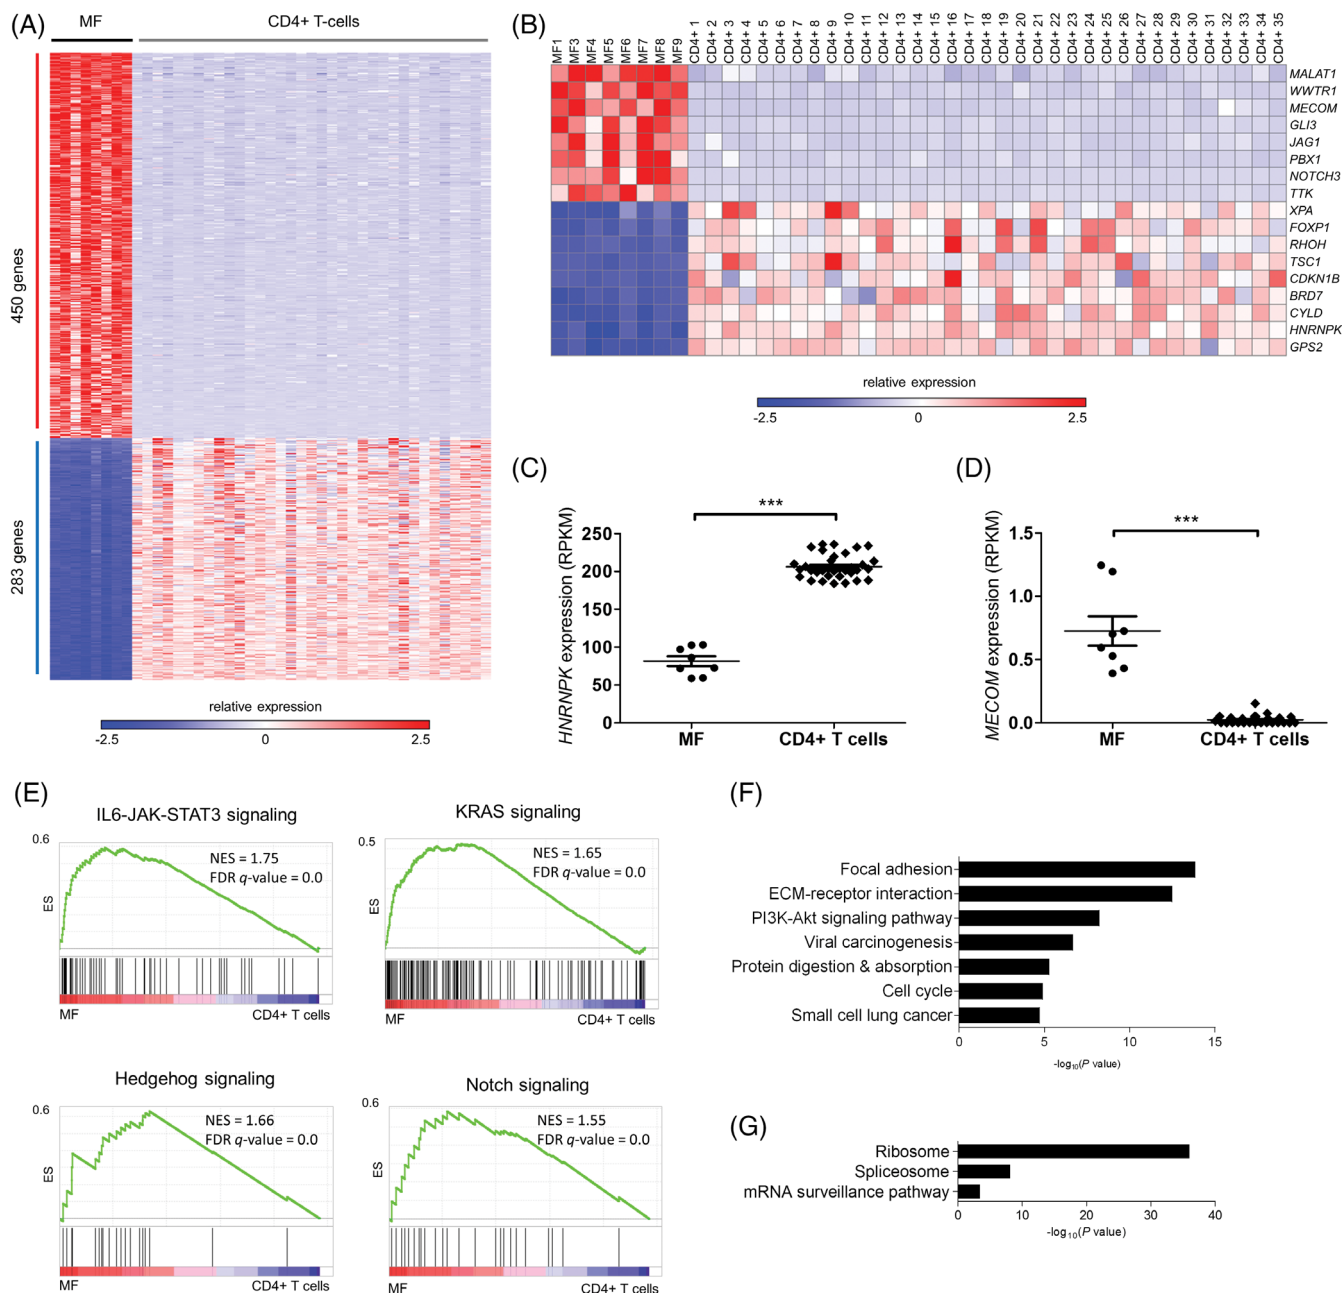 (A)
MF
CD4+ T-cells
450 genes
283 genes
relative expression
-2.5
0
2.5
(B)
MF1
MF3
MF4
MF5
MF6
MF7
MF8
MF9
CD4+ 1
CD4+ 2
CD4+ 3
CD4+ 4
CD4+ 5
CD4+ 6
CD4+ 7
CD4+ 8
CD4+ 9
CD4+ 10
CD4+ 11
CD4+ 12
CD4+ 13
CD4+ 14
CD4+ 15
CD4+ 16
CD4+ 17
CD4+ 18
CD4+ 19
CD4+ 20
CD4+ 21
CD4+ 22
CD4+ 23
CD4+ 24
CD4+ 25
CD4+ 26
CD4+ 27
CD4+ 28
CD4+ 29
CD4+ 30
CD4+ 31
CD4+ 32
CD4+ 33
CD4+ 34
CD4+ 35
MALAT1
WWTR1
MECOM
GLI3
JAG1
PBX1
NOTCH3
TTK
XPA
FOXP1
RHOH
TSC1
CDKN1B
BRD7
CYLD
HNRNPK
GPS2
relative expression
-2.5
0
2.5
(C)
HNRNPK expression (RPKM)
***
250
200
150
100
50
0
MF
CD4+ T cells
(D)
MECOM expression (RPKM)
***
1.5
1.0
0.5
0.0
MF
CD4+ T cells
(E)
IL6-JAK-STAT3 signaling
0.6
ES
NES = 1.75
FDR q-value = 0.0
MF
CD4+ T cells
KRAS signaling
0.5
ES
NES = 1.65
FDR q-value = 0.0
MF
CD4+ T cells
Hedgehog signaling
0.6
ES
NES = 1.66
FDR q-value = 0.0
MF
CD4+ T cells
Notch signaling
0.6
ES
NES = 1.55
FDR q-value = 0.0
MF
CD4+ T cells
(F)
Focal adhesion
ECM-receptor interaction
PI3K-Akt signaling pathway
Viral carcinogenesis
Protein digestion & absorption
Cell cycle
Small cell lung cancer
0
5
10
15
-log10(P value)
(G)
Ribosome
Spliceosome
mRNA surveillance pathway
0
10
20
30
40
-log10(P value)